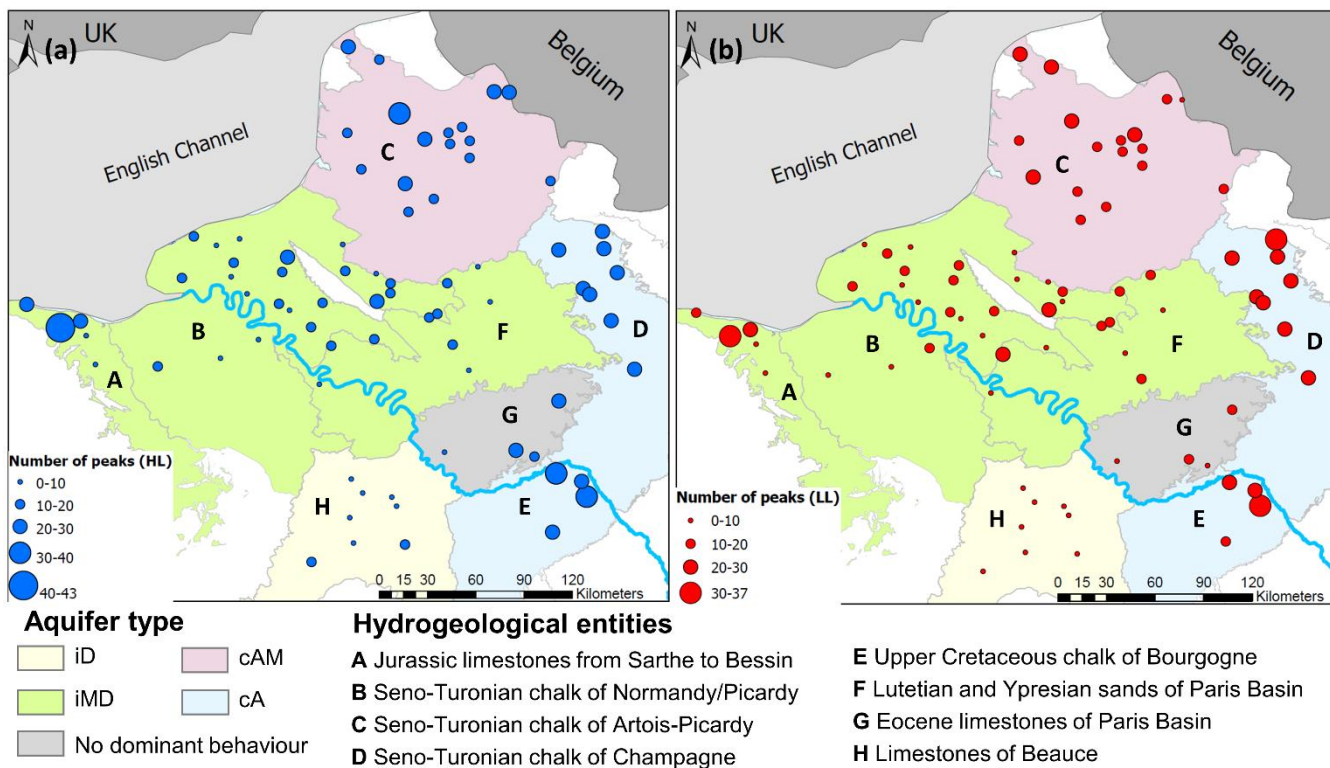 N
(a)
UK
Belgium
English Channel
C
B
A
F
D
G
H
E
Number of peaks (HL)
0-10
10-20
20-30
30-40
40-43
0 15 30 60 90 120
Kilometers
N
(b)
UK
Belgium
English Channel
C
B
A
F
D
G
H
E
Number of peaks (LL)
0-10
10-20
20-30
30-37
0 15 30 60 90 120
Kilometers
Aquifer type
iD
cAM
iMD
cA
No dominant behaviour
Hydrogeological entities
A Jurassic limestones from Sarthe to Bessin
B Seno-Turonian chalk of Normandy/Picardy
C Seno-Turonian chalk of Artois-Picardy
D Seno-Turonian chalk of Champagne
E Upper Cretaceous chalk of Bourgogne
F Lutetian and Ypresian sands of Paris Basin
G Eocene limestones of Paris Basin
H Limestones of Beauce